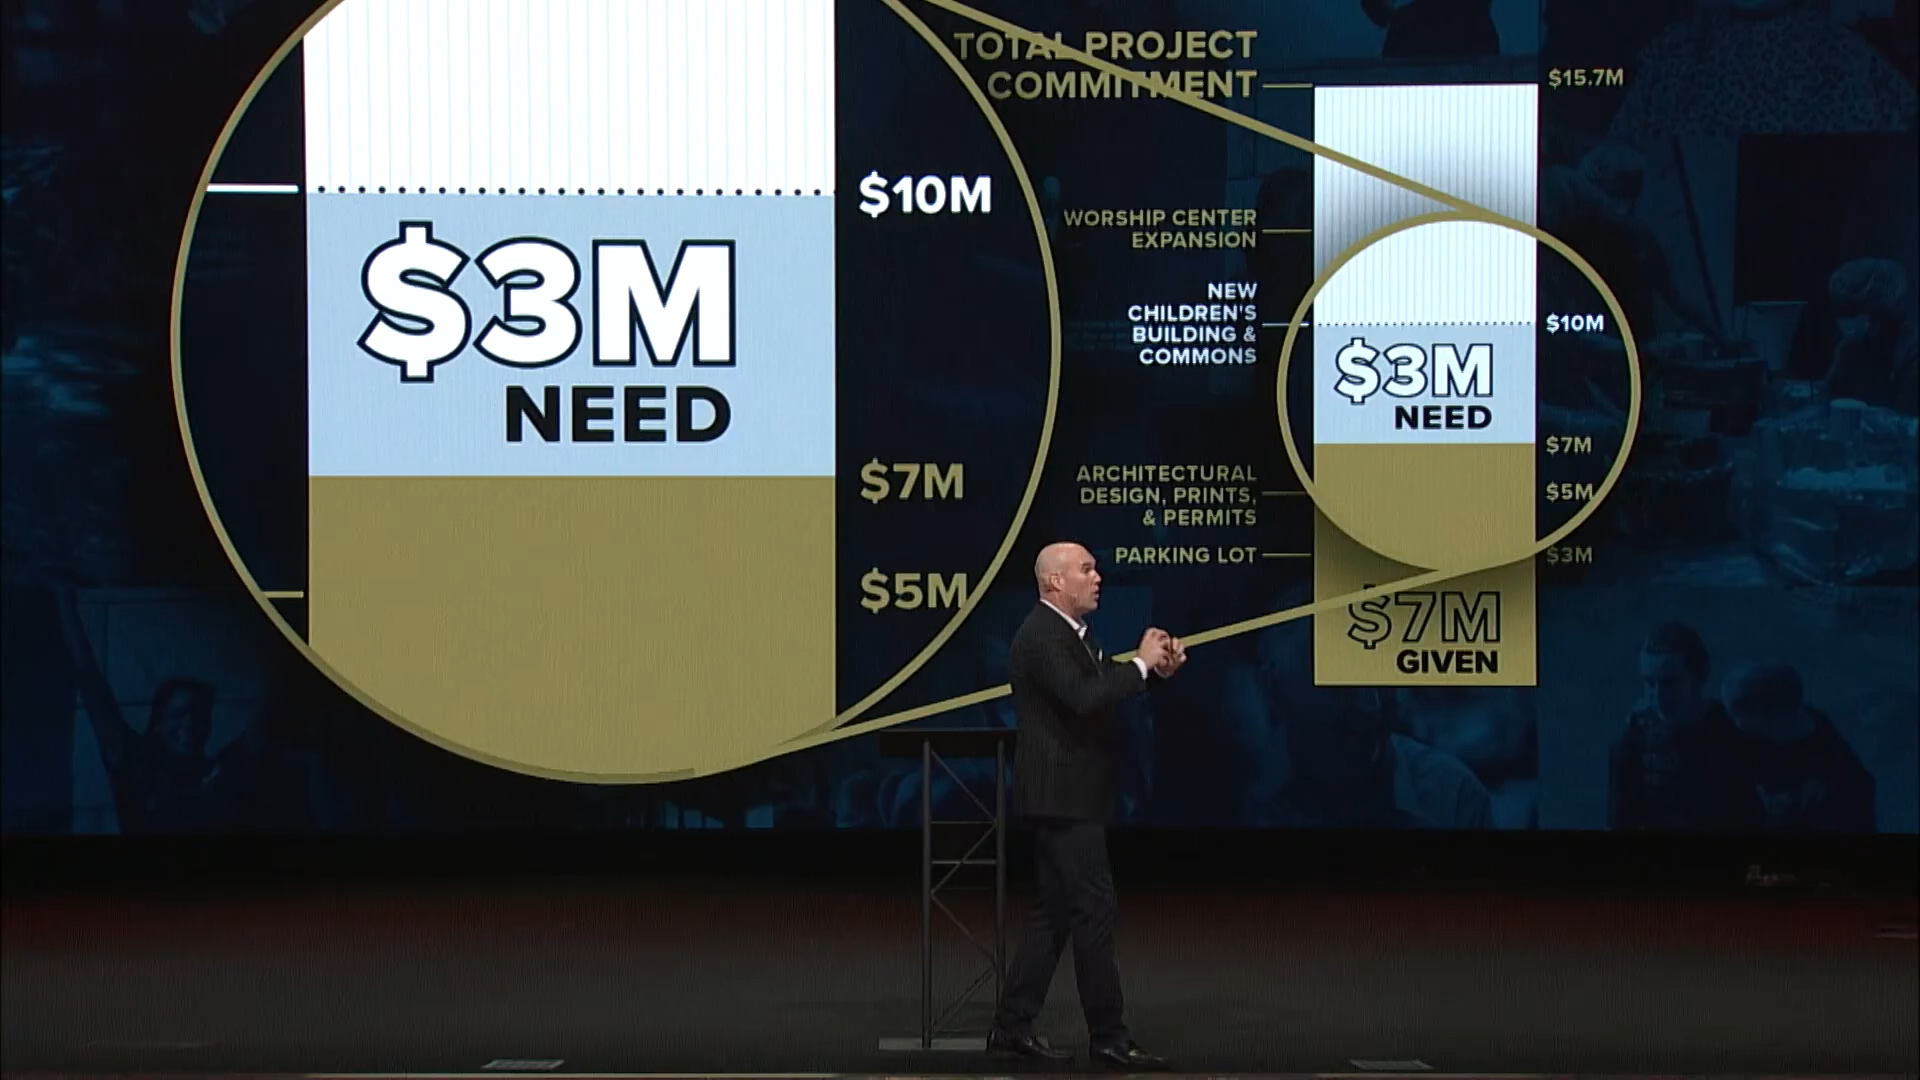 $10M
$3M
NEED
$7M
$5M
TOTAL PROJECT
COMMITMENT
$15.7M
WORSHIP CENTER
EXPANSION
NEW
CHILDREN'S
BUILDING &
COMMONS
$10M
$3M
NEED
$7M
ARCHITECTURAL
DESIGN, PRINTS,
& PERMITS
$5M
PARKING LOT
$3M
$7M
GIVEN